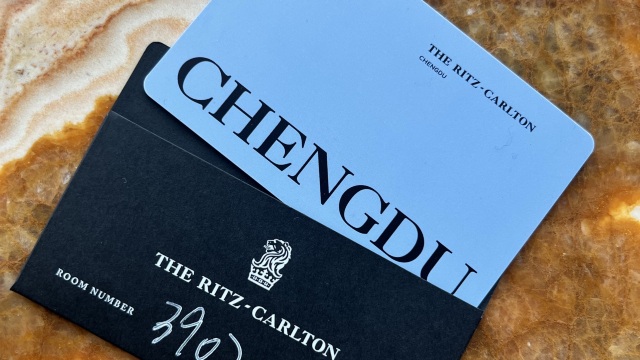 THE RITZ-CARLTON
CHENGDU
CHENGDU
THE RITZ-CARLTON
ROOM NUMBER